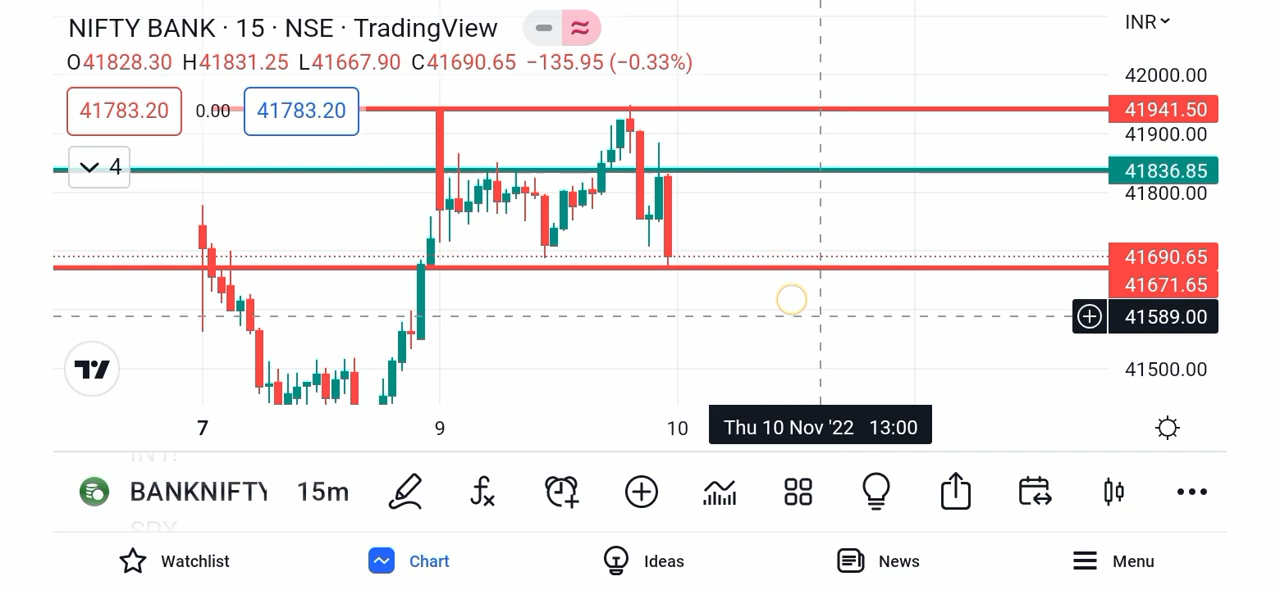 NIFTY BANK · 15 · NSE · TradingView
INR
O41828.30 H41831.25 L41667.90 C41690.65 −135.95 (−0.33%)
42000.00
41783.20 0.00 41783.20
41941.50
41900.00
4
41836.85
41800.00
41690.65
41671.65
41589.00
41500.00
7 9 10 Thu 10 Nov '22 13:00
BANKNIFTY 15m
Watchlist Chart Ideas News Menu